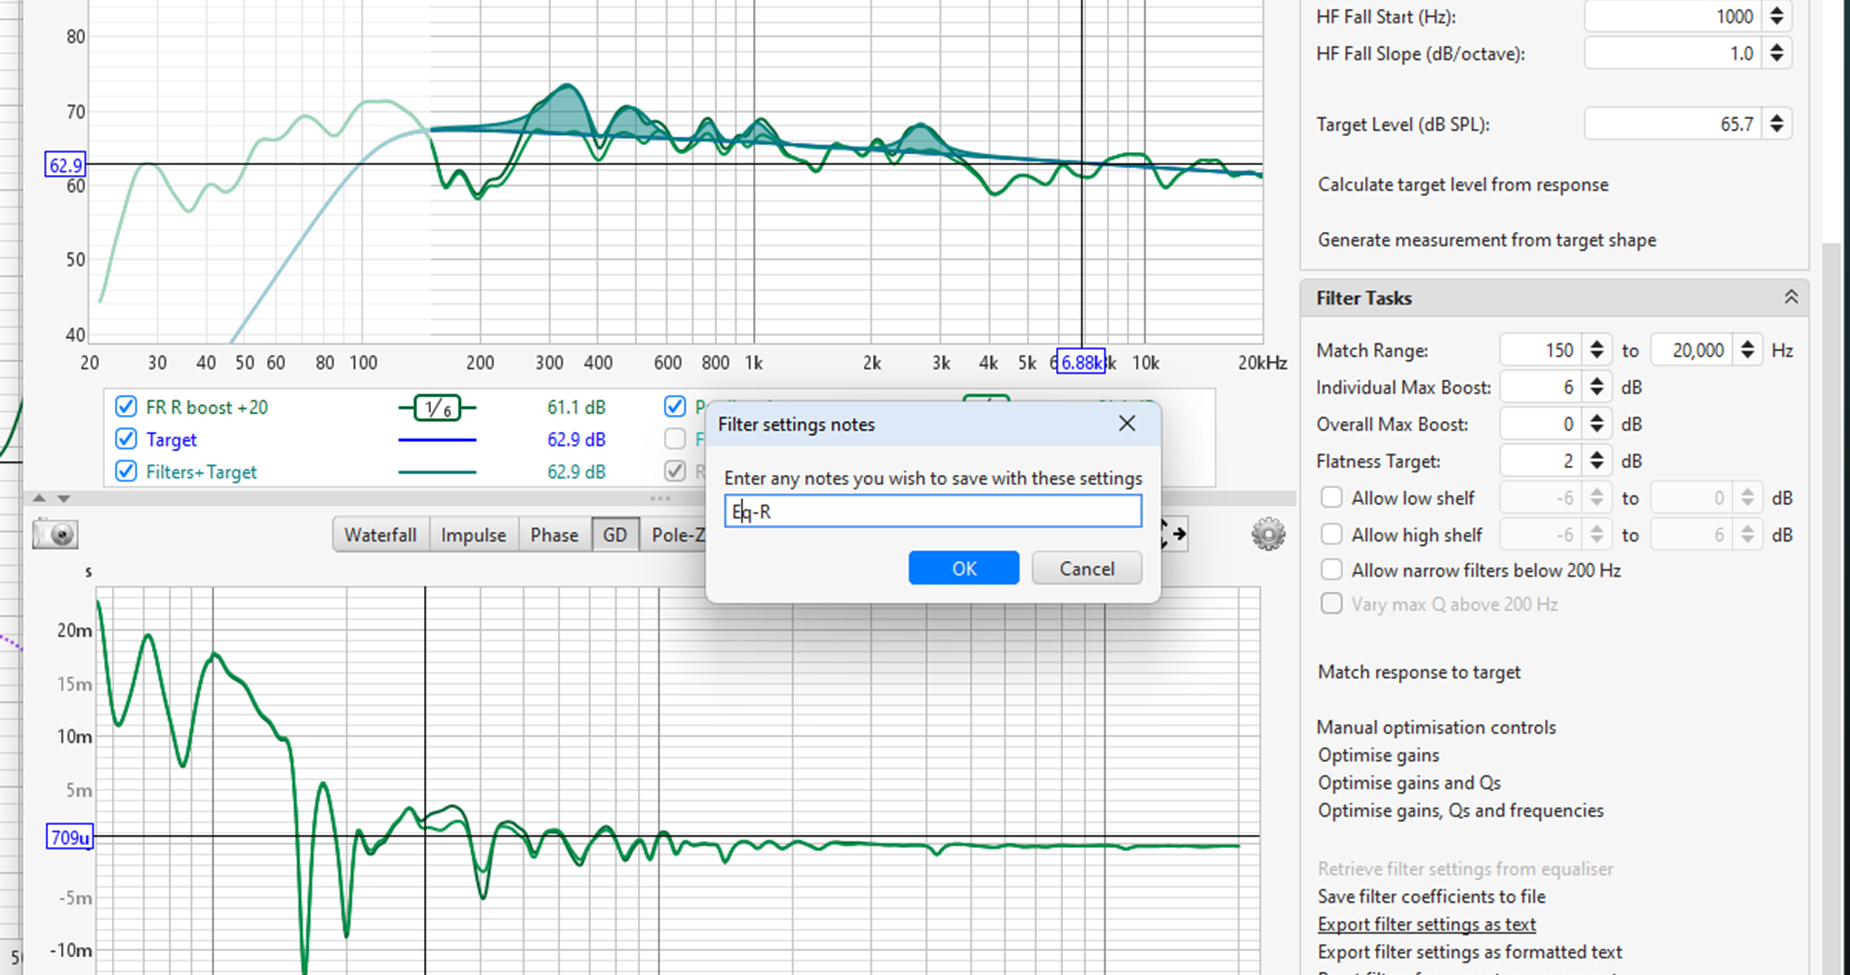 80
70
62.9
60
50
40
20 30 40 50 60 80 100 200 300 400 600 800 1k 2k 3k 4k 5k 6.88k 10k 20kHz
FR R boost +20 1/6 61.1 dB
Target 62.9 dB
Filters+Target 62.9 dB
Filter settings notes
Enter any notes you wish to save with these settings
Eq-R
OK Cancel
Waterfall Impulse Phase GD Pole-Z
s
20m
15m
10m
5m
709u
-5m
-10m
HF Fall Start (Hz): 1000
HF Fall Slope (dB/octave): 1.0
Target Level (dB SPL): 65.7
Calculate target level from response
Generate measurement from target shape
Filter Tasks
Match Range: 150 to 20,000 Hz
Individual Max Boost: 6 dB
Overall Max Boost: 0 dB
Flatness Target: 2 dB
Allow low shelf -6 to 0 dB
Allow high shelf -6 to 6 dB
Allow narrow filters below 200 Hz
Vary max Q above 200 Hz
Match response to target
Manual optimisation controls
Optimise gains
Optimise gains and Qs
Optimise gains, Qs and frequencies
Retrieve filter settings from equaliser
Save filter coefficients to file
Export filter settings as text
Export filter settings as formatted text